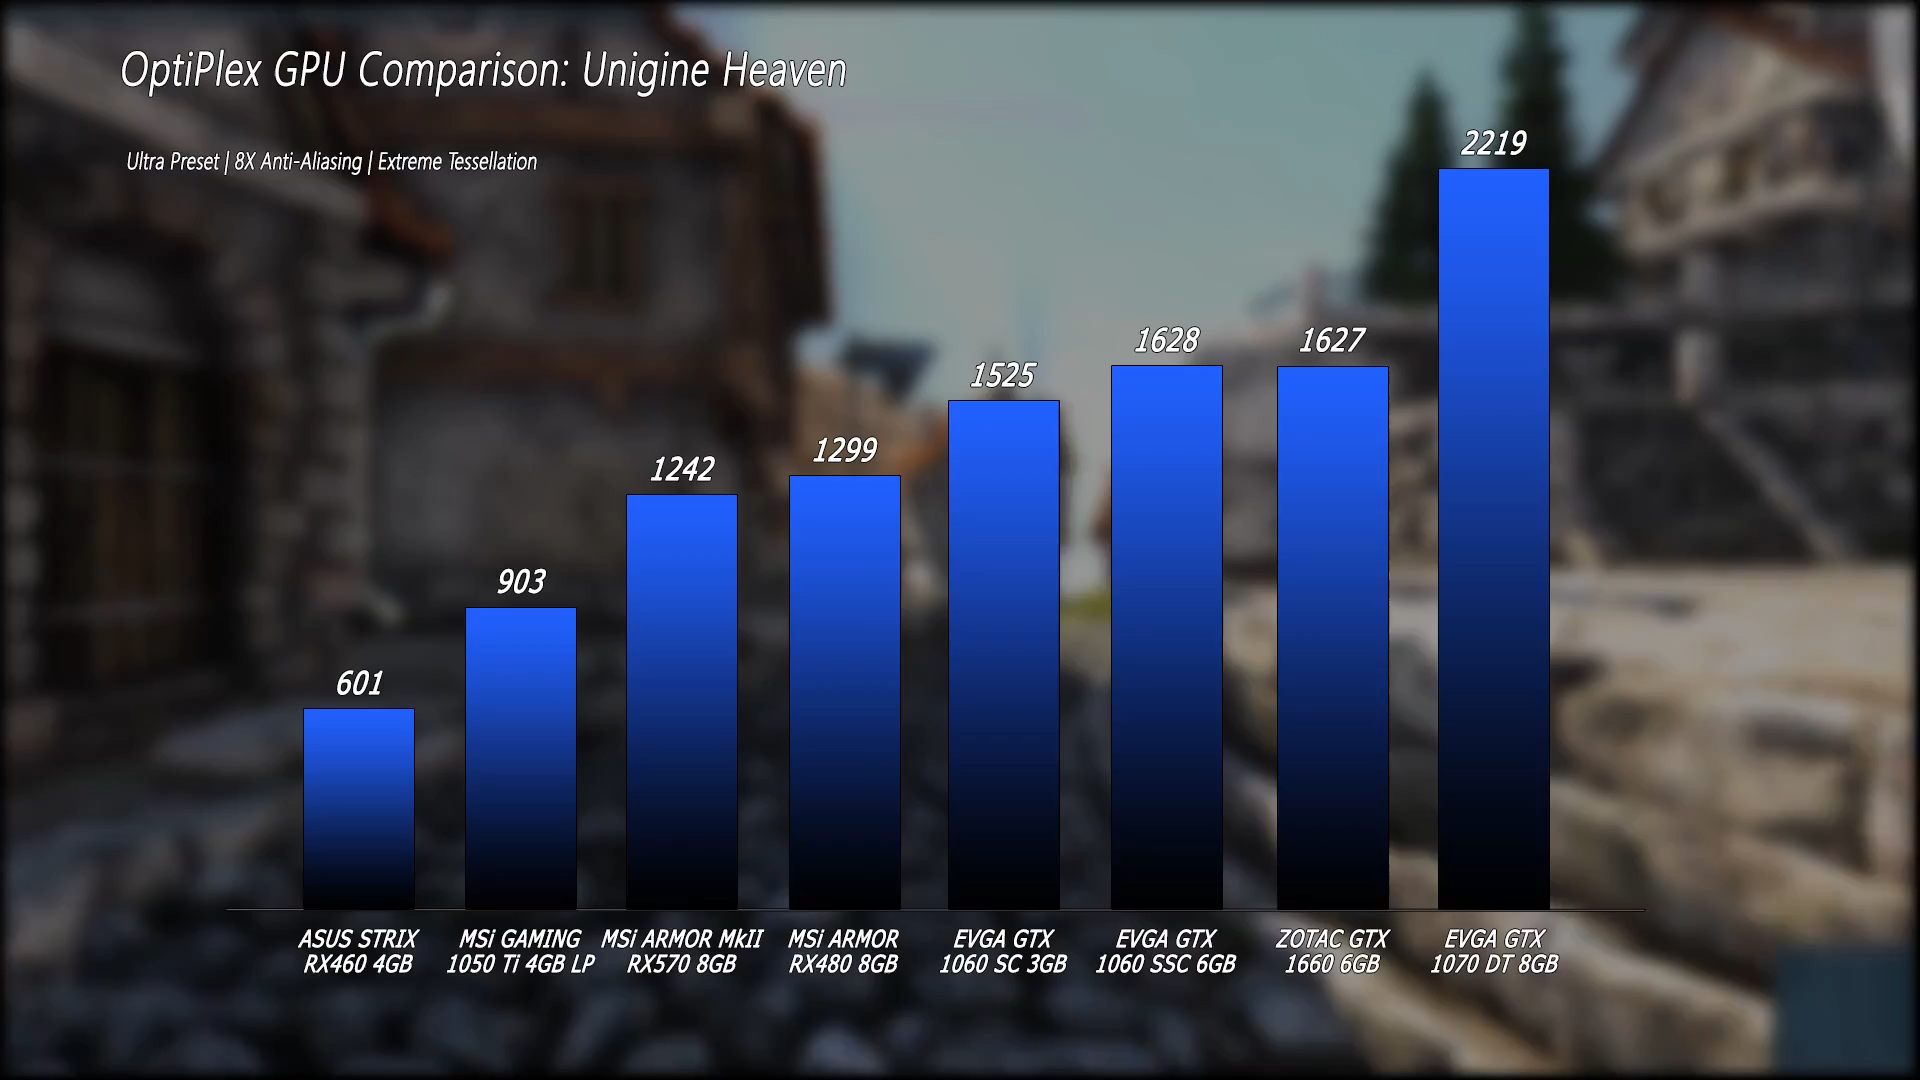 OptiPlex GPU Comparison: Unigine Heaven
Ultra Preset | 8X Anti-Aliasing | Extreme Tessellation
601
903
1242
1299
1525
1628
1627
2219
ASUS STRIX
RX460 4GB
MSi GAMING
1050 Ti 4GB LP
MSi ARMOR MkII
RX570 8GB
MSi ARMOR
RX480 8GB
EVGA GTX
1060 SC 3GB
EVGA GTX
1060 SSC 6GB
ZOTAC GTX
1660 6GB
EVGA GTX
1070 DT 8GB